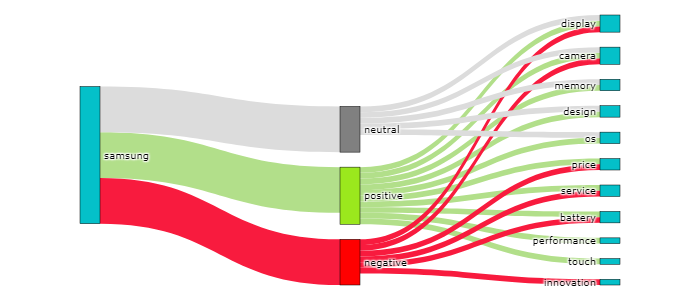 samsung
neutral
positive
negative
display
camera
memory
design
os
price
service
battery
performance
touch
innovation